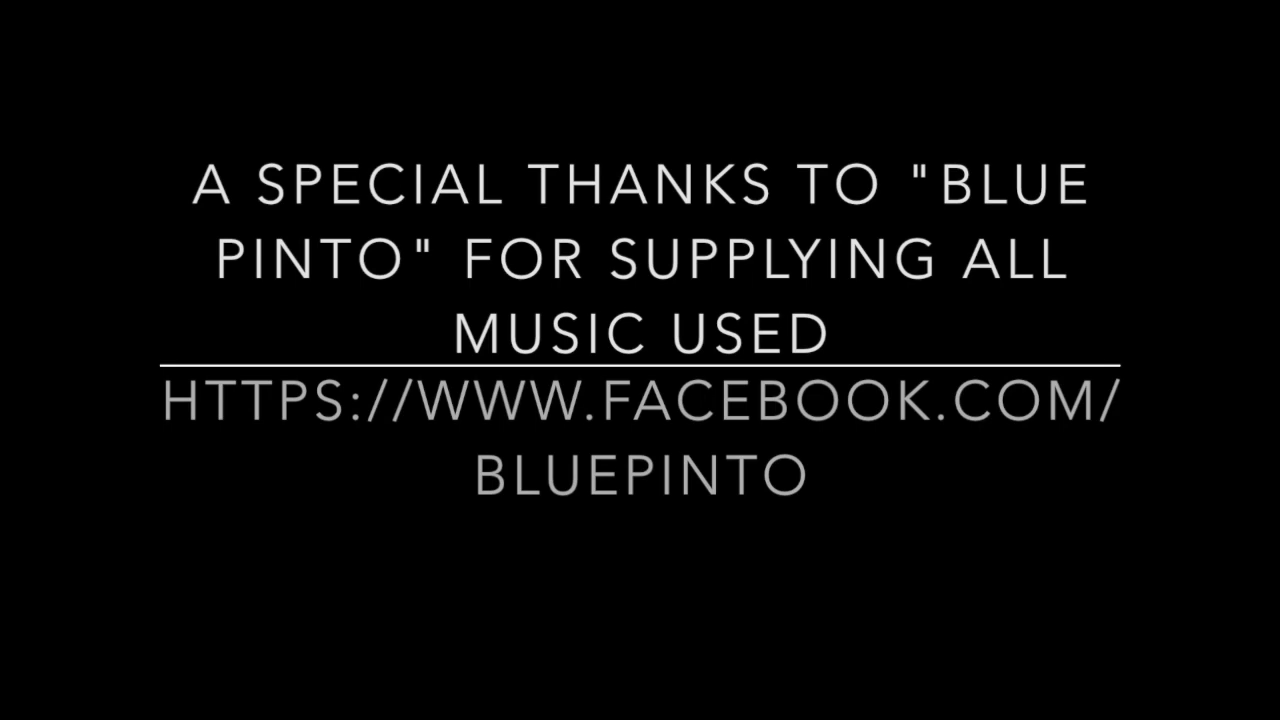 A SPECIAL THANKS TO "BLUE
PINTO" FOR SUPPLYING ALL
MUSIC USED
HTTPS://WWW.FACEBOOK.COM/
BLUEPINTO